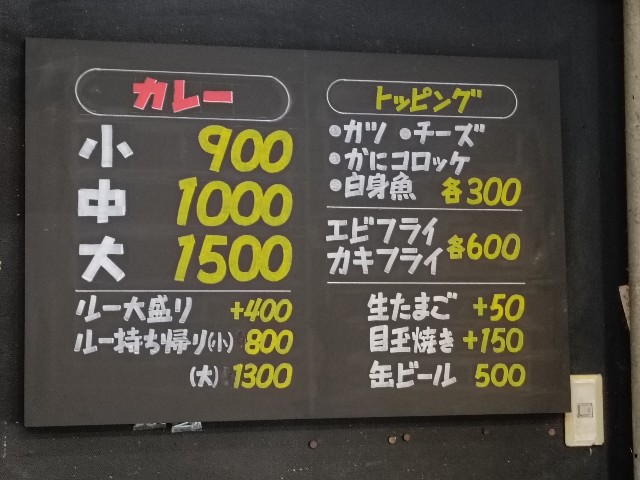 カレー
小 900
中 1000
大 1500
ルー大盛り +400
ルー持ち帰り(小) 800
(大) 1300
トッピング
•カツ •チーズ
•かにコロッケ
•白身魚 各300
エビフライ
カキフライ 各600
生たまご +50
目玉焼き +150
缶ビール 500